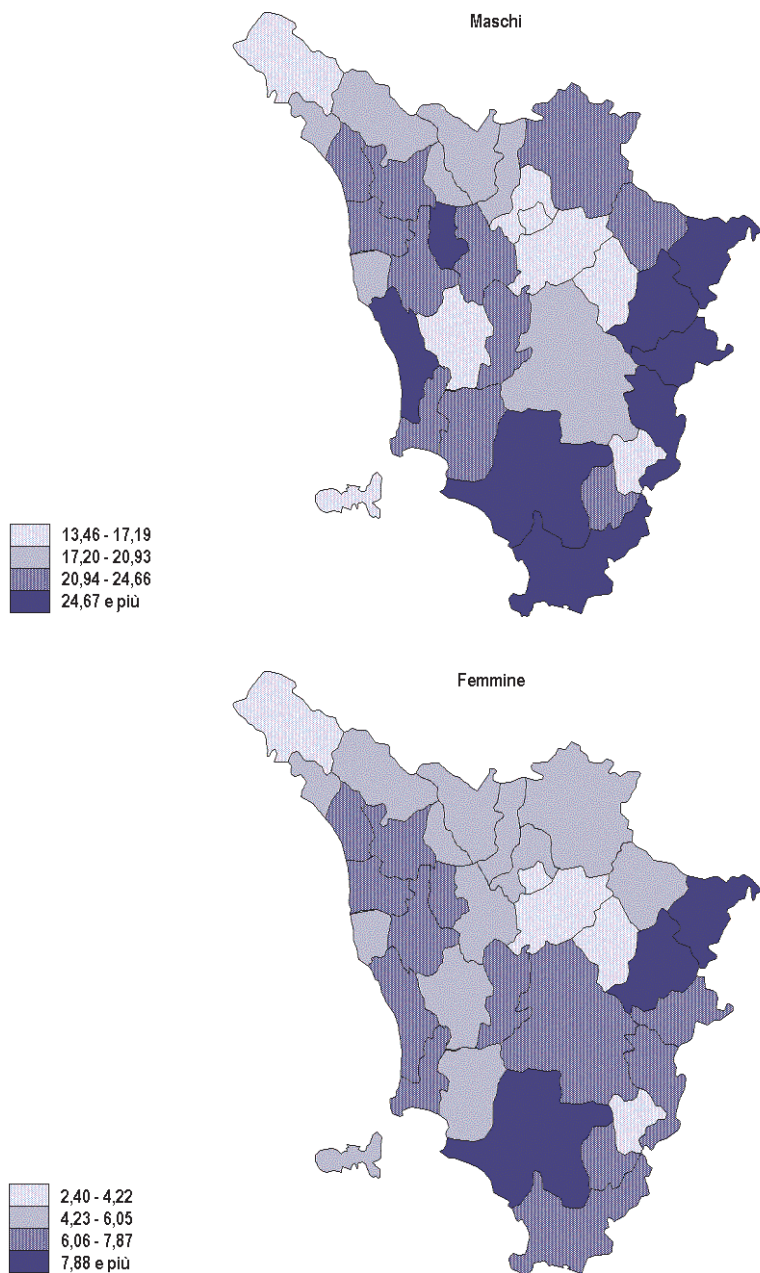 Maschi
13,46 - 17,19
17,20 - 20,93
20,94 - 24,66
24,67 e più
Femmine
2,40 - 4,22
4,23 - 6,05
6,06 - 7,87
7,88 e più